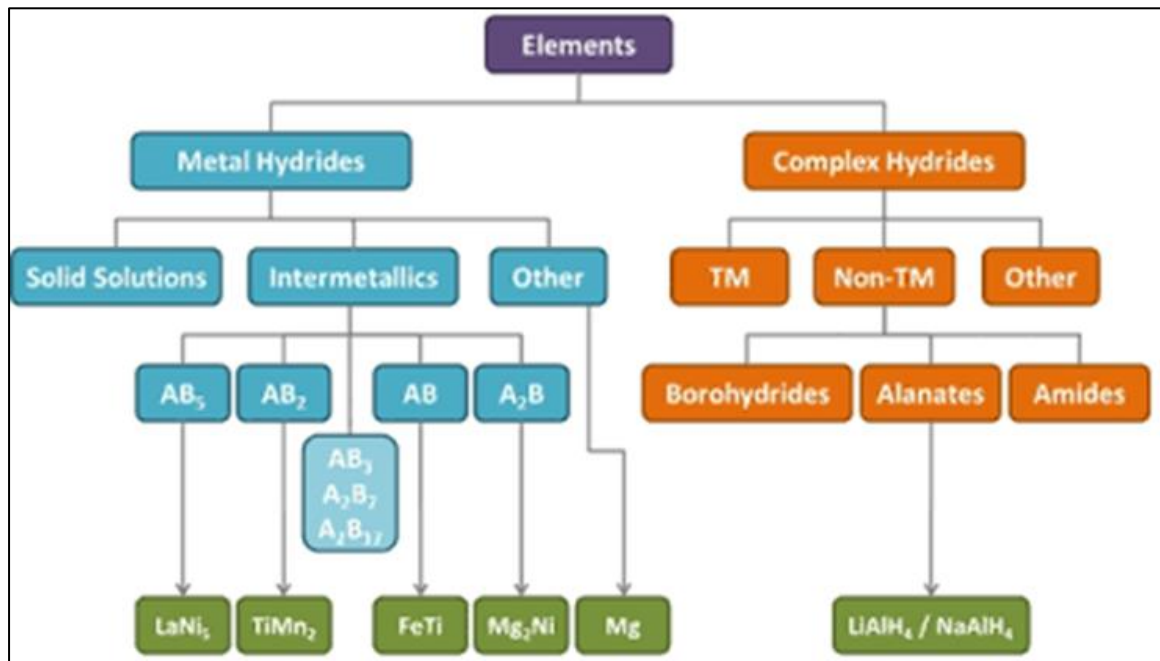 Elements
Metal Hydrides
Complex Hydrides
Solid Solutions
Intermetallics
Other
TM
Non-TM
Other
AB₅
AB₂
AB
A₂B
Borohydrides
Alanates
Amides
AB₃
A₂B₇
A₂B₁₇
LaNi₅
TiMn₂
FeTi
Mg₂Ni
Mg
LiAlH₄ / NaAlH₄